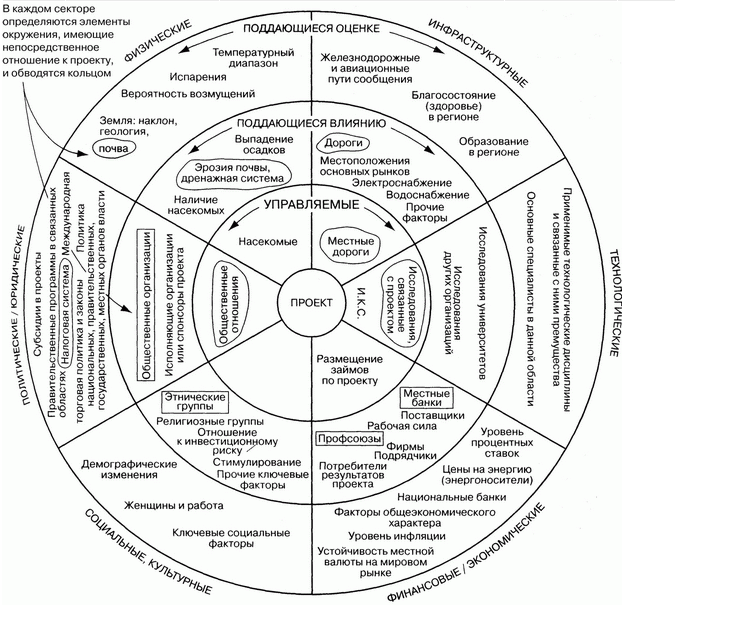 В каждом секторе
определяются элементы
окружения, имеющие
непосредственное
отношение к проекту,
и обводятся кольцом
ФИЗИЧЕСКИЕ
ПОДДАЮЩИЕСЯ ОЦЕНКЕ
ИНФРАСТРУКТУРНЫЕ
Температурный
диапазон
Испарения
Вероятность возмущений
Земля: наклон,
геология,
почва
Железнодорожные
и авиационные
пути сообщения
Благосостояние
(здоровье)
в регионе
Образование
в регионе
ПОДДАЮЩИЕСЯ ВЛИЯНИЮ
Выпадение
осадков
Эрозия почвы,
дренажная система
Наличие
насекомых
Дороги
Местоположения
основных рынков
Электроснабжение
Водоснабжение
Прочие
факторы
УПРАВЛЯЕМЫЕ
Насекомые
Местные
дороги
ПОЛИТИЧЕСКИЕ / ЮРИДИЧЕСКИЕ
Субсидии в проекты
Правительственные программы в связанных
областях Налоговая система Международная
торговая политика и законы Политика
национальных, правительственных,
государственных, местных органов власти
Общественные организации
Исполняющие организации
или спонсоры проекта
Общественные
отношения
ПРОЕКТ
И.К.С.
Исследования,
связанные
с проектом
Исследования
других организаций
Исследования университетов
Основные специалисты в данной области
Применимые технологические дисциплины
и связанные с ними премущества
ТЕХНОЛОГИЧЕСКИЕ
Размещение
займов
по проекту
Этнические
группы
Религиозные группы
Отношение
к инвестиционному
риску
Стимулирование
Прочие ключевые
факторы
Демографические
изменения
Женщины и работа
Ключевые социальные
факторы
СОЦИАЛЬНЫЕ, КУЛЬТУРНЫЕ
Местные
банки
Поставщики
Рабочая сила
Профсоюзы
Фирмы
Подрядчики
Потребители
результатов
проекта
Уровень
процентных
ставок
Цены на энергию
(энергоносители)
Национальные банки
Факторы общеэкономического
характера
Уровень инфляции
Устойчивость местной
валюты на мировом
рынке
ФИНАНСОВЫЕ / ЭКОНОМИЧЕСКИЕ